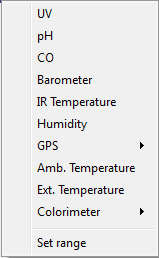 UV
pH
CO
Barometer
IR Temperature
Humidity
GPS
Amb. Temperature
Ext. Temperature
Colorimeter
Set range